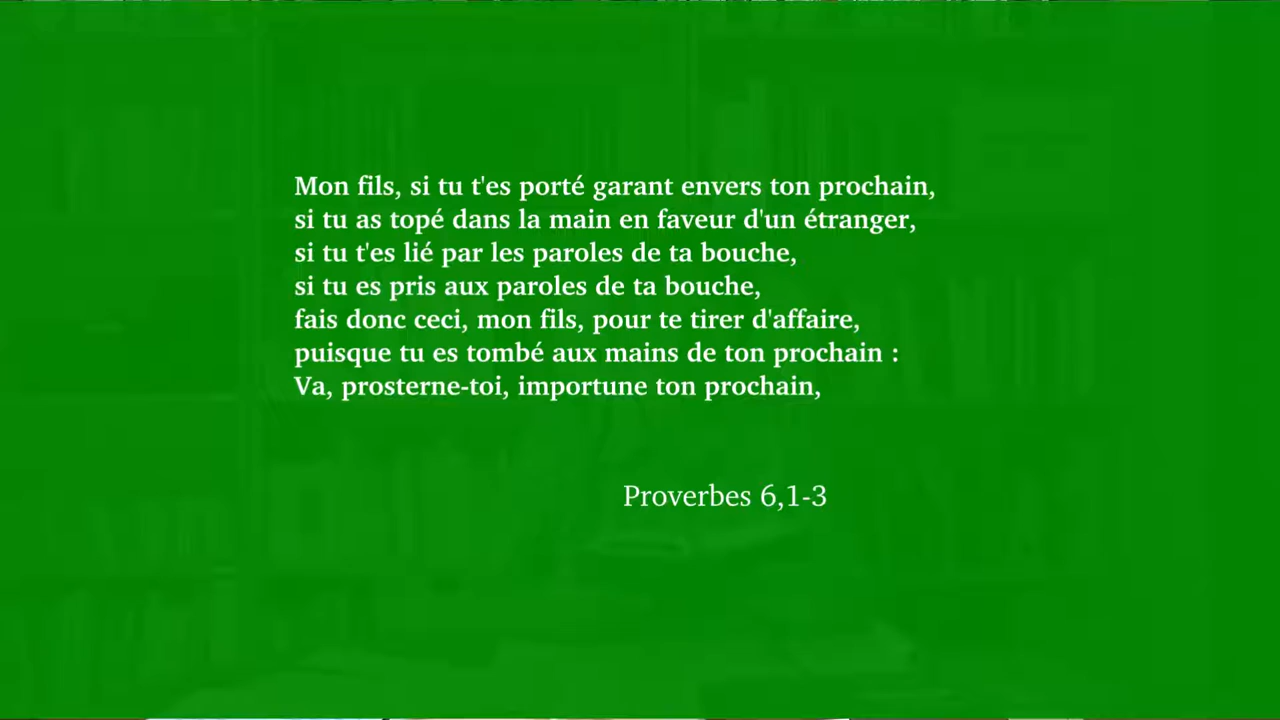 Mon fils, si tu t'es porté garant envers ton prochain,
si tu as topé dans la main en faveur d'un étranger,
si tu t'es lié par les paroles de ta bouche,
si tu es pris aux paroles de ta bouche,
fais donc ceci, mon fils, pour te tirer d'affaire,
puisque tu es tombé aux mains de ton prochain :
Va, prosterne-toi, importune ton prochain,
Proverbes 6,1-3